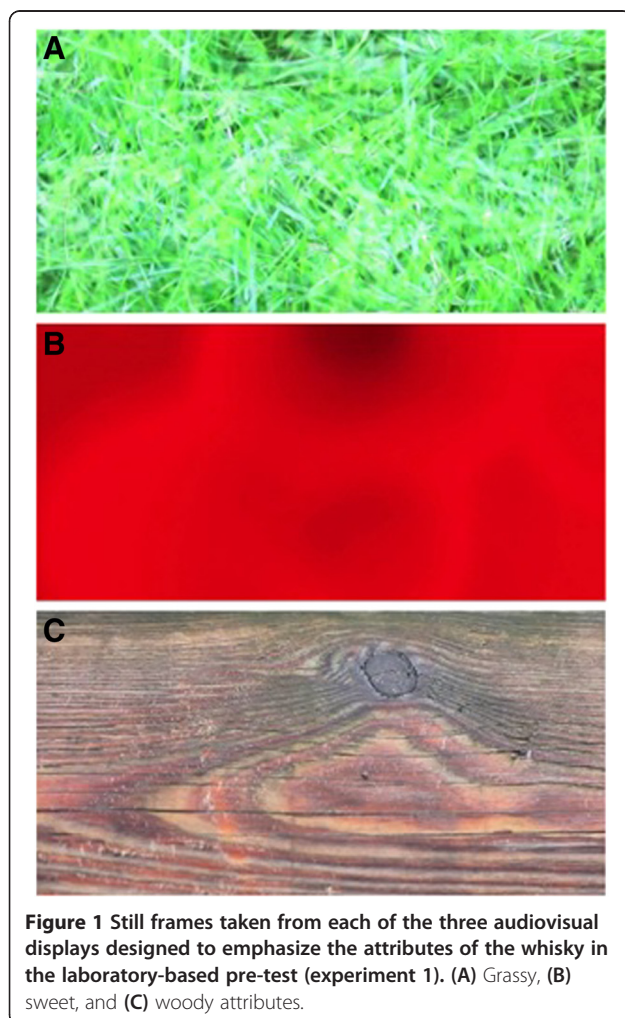 A
B
C
Figure 1 Still frames taken from each of the three audiovisual
displays designed to emphasize the attributes of the whisky in
the laboratory-based pre-test (experiment 1). (A) Grassy, (B)
sweet, and (C) woody attributes.